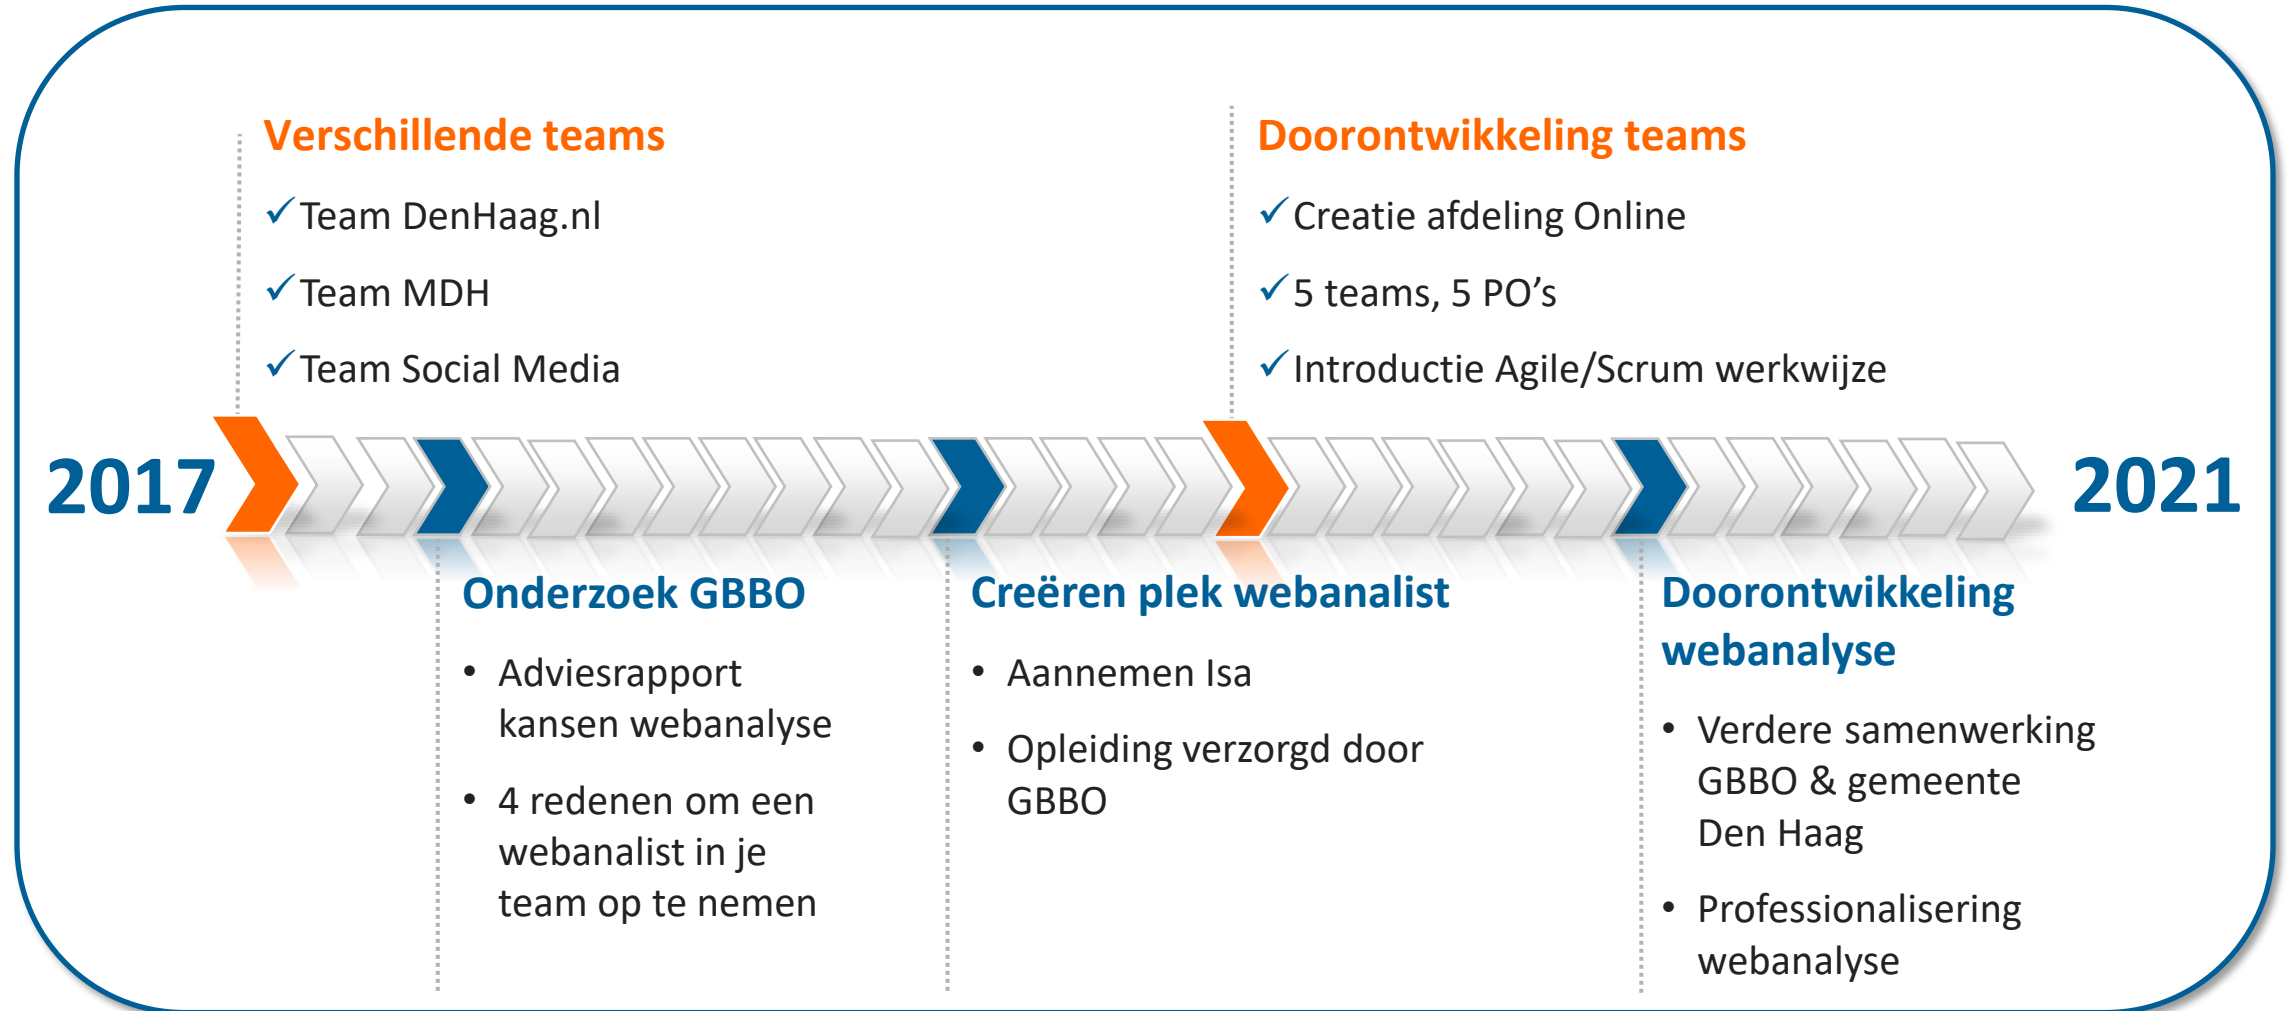 Verschillende teams
✓Team DenHaag.nl
✓Team MDH
✓Team Social Media
Doorontwikkeling teams
✓Creatie afdeling Online
✓5 teams, 5 PO’s
✓Introductie Agile/Scrum werkwijze
2017
2021
Onderzoek GBBO
• Adviesrapport
kansen webanalyse
• 4 redenen om een
webanalist in je
team op te nemen
Creëren plek webanalist
• Aannemen Isa
• Opleiding verzorgd door
GBBO
Doorontwikkeling
webanalyse
• Verdere samenwerking
GBBO & gemeente
Den Haag
• Professionalisering
webanalyse